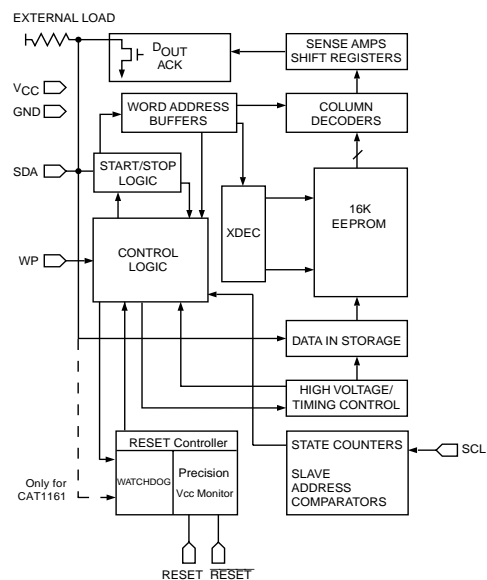 EXTERNAL LOAD
DOUT
ACK
SENSE AMPS
SHIFT REGISTERS
VCC
GND
WORD ADDRESS
BUFFERS
COLUMN
DECODERS
SDA
START/STOP
LOGIC
XDEC
16K
EEPROM
WP
CONTROL
LOGIC
DATA IN STORAGE
HIGH VOLTAGE/
TIMING CONTROL
RESET Controller
STATE COUNTERS
SCL
Only for
CAT1161
WATCHDOG
Precision
Vcc Monitor
SLAVE
ADDRESS
COMPARATORS
RESET RESET